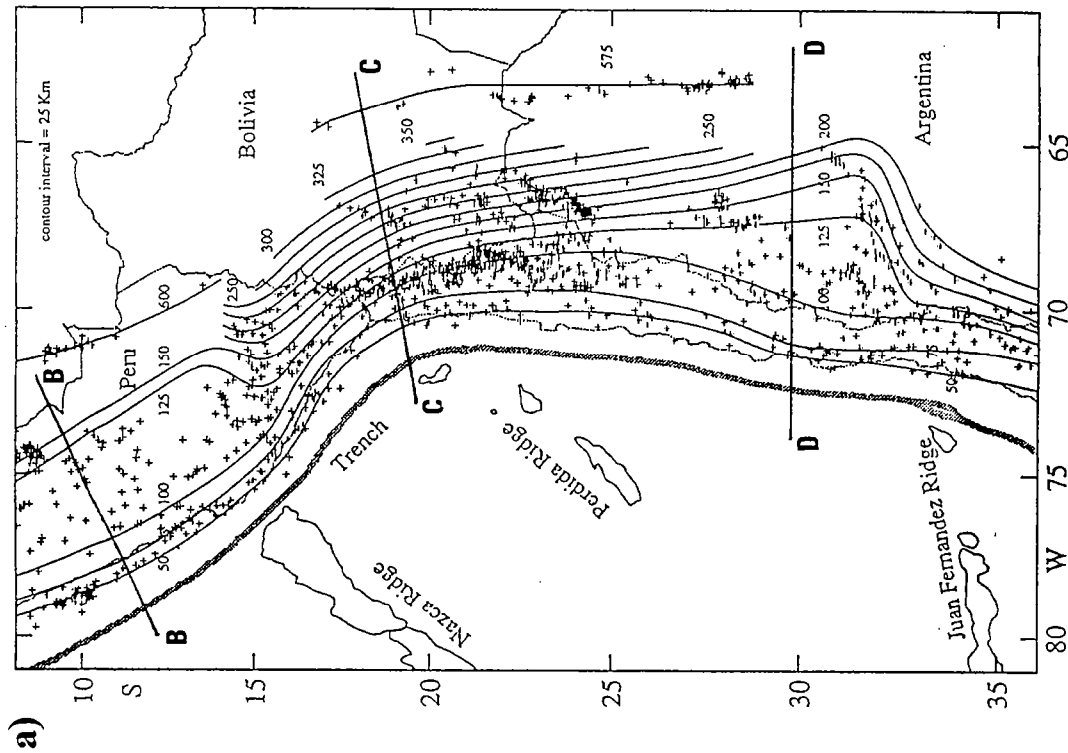 a)
contour interval = 25 Km
10
S
15
20
25
30
35
80
W
75
70
65
B
B
Peru
50
100
125
150
600
250
300
325
350
575
Bolivia
C
C
Trench
Nazca Ridge
Perdida Ridge
Juan Fernandez Ridge
D
D
250
200
150
125
100
75
50
Argentina